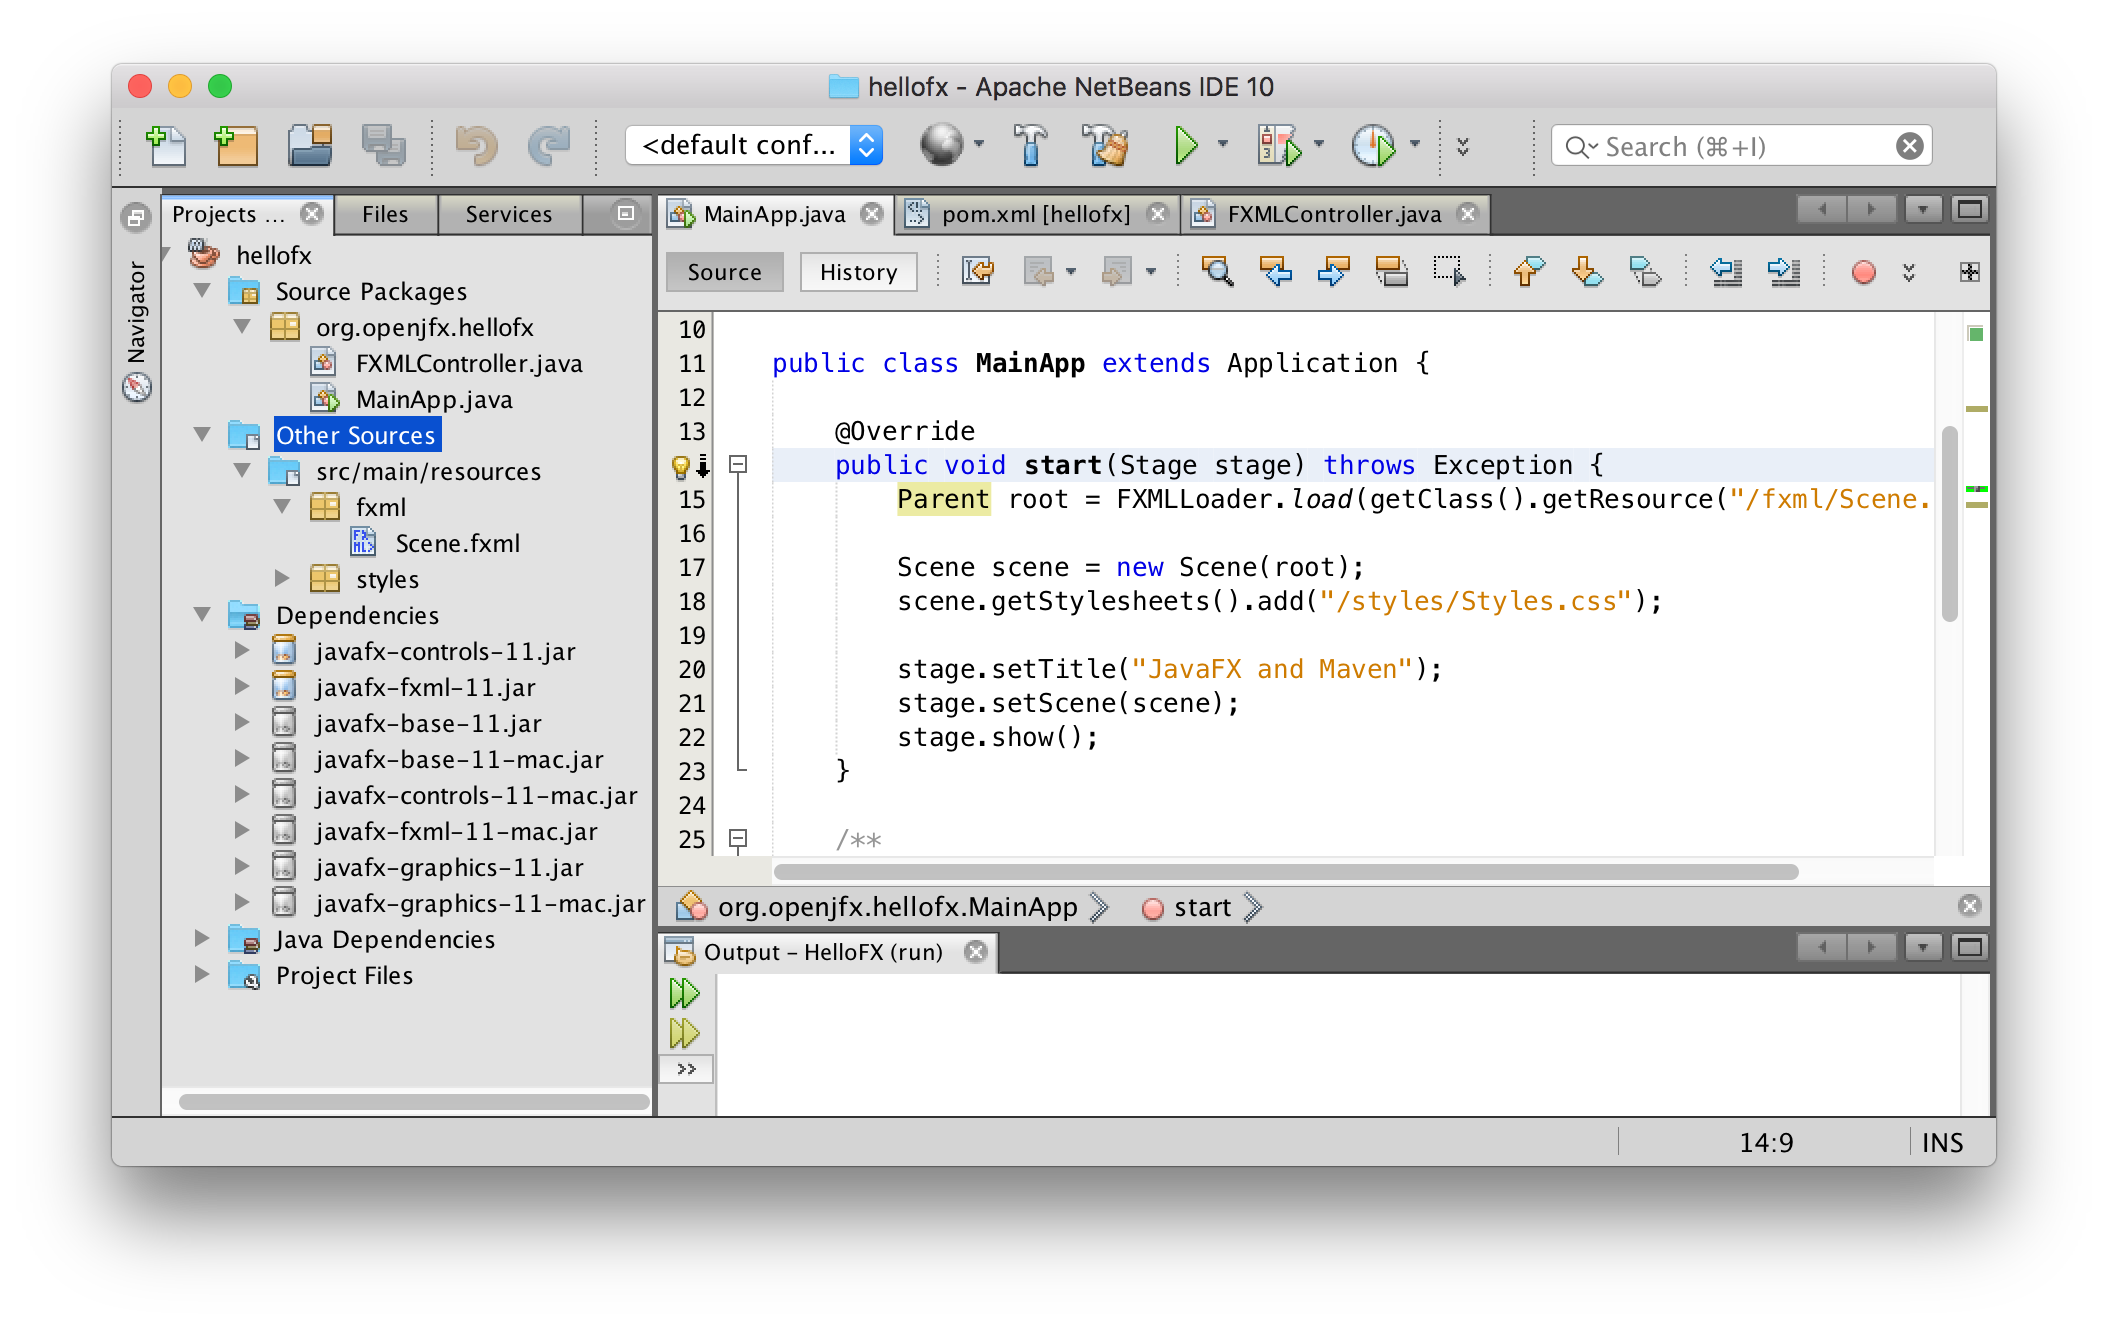 hellofx - Apache NetBeans IDE 10
<default conf...
Search (⌘+I)
Projects ...
Files
Services
Navigator
hellofx
Source Packages
org.openjfx.hellofx
FXMLController.java
MainApp.java
Other Sources
src/main/resources
fxml
Scene.fxml
styles
Dependencies
javafx-controls-11.jar
javafx-fxml-11.jar
javafx-base-11.jar
javafx-base-11-mac.jar
javafx-controls-11-mac.jar
javafx-fxml-11-mac.jar
javafx-graphics-11.jar
javafx-graphics-11-mac.jar
Java Dependencies
Project Files
MainApp.java
pom.xml [hellofx]
FXMLController.java
Source
History
10
11 public class MainApp extends Application {
12
13 @Override
public void start(Stage stage) throws Exception {
15 Parent root = FXMLLoader.load(getClass().getResource("/fxml/Scene.
16
17 Scene scene = new Scene(root);
18 scene.getStylesheets().add("/styles/Styles.css");
19
20 stage.setTitle("JavaFX and Maven");
21 stage.setScene(scene);
22 stage.show();
23 }
24
25 /**
org.openjfx.hellofx.MainApp
start
Output – HelloFX (run)
>>
14:9
INS